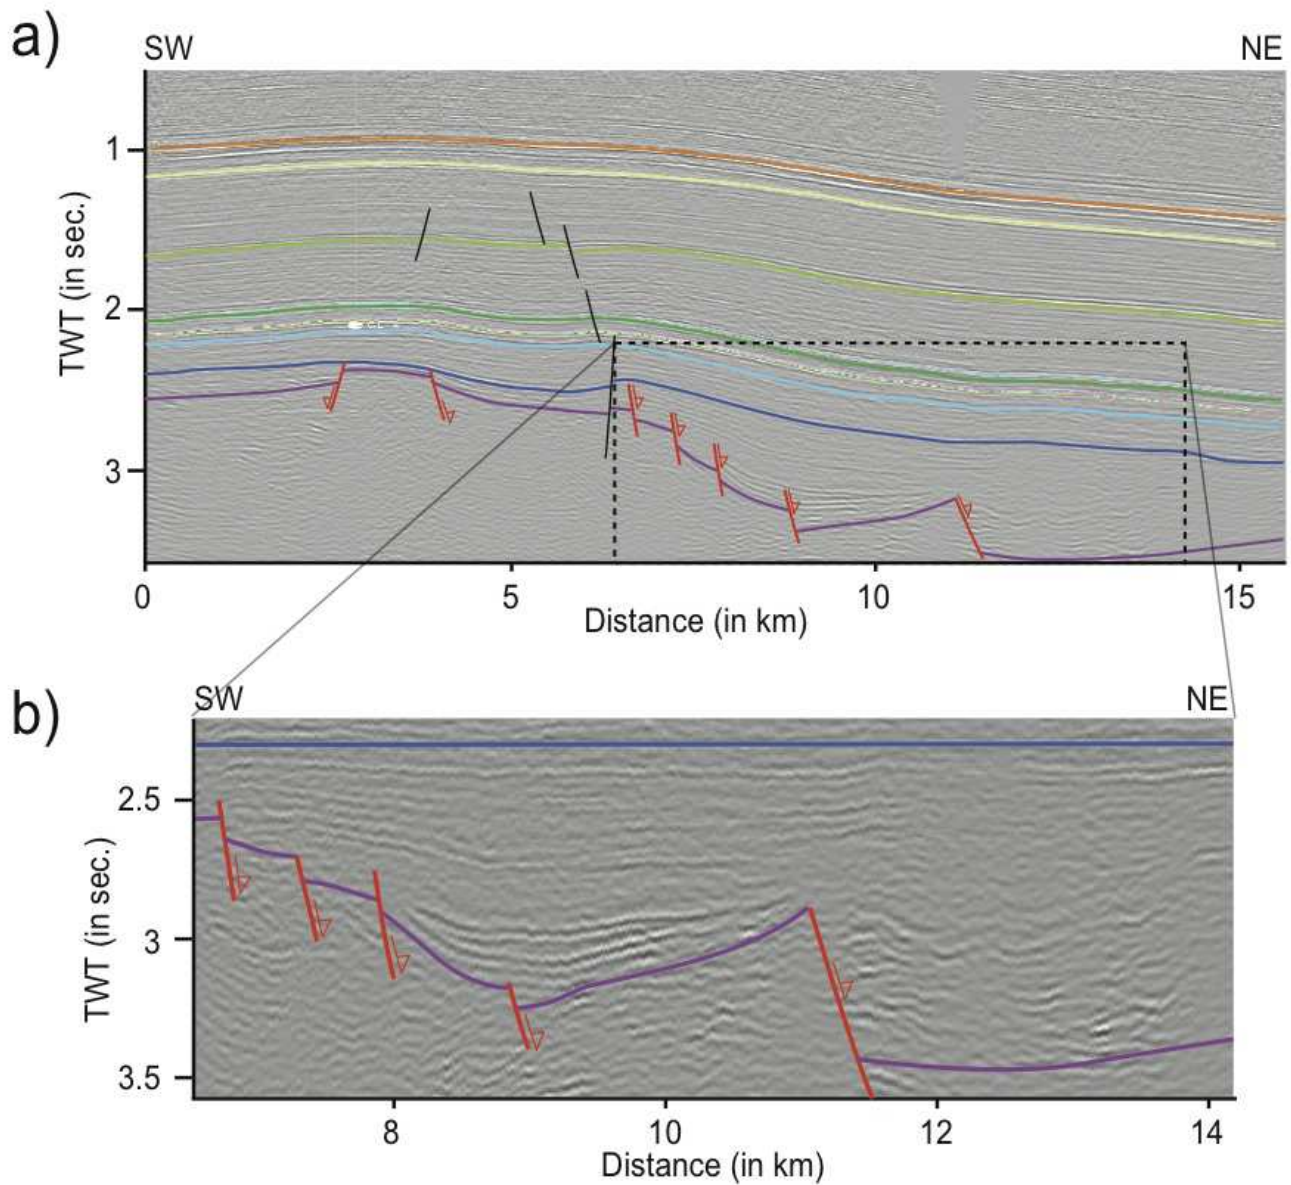 a)
SW NE
1
2
3
TWT (in sec.)
0 5 10 15
Distance (in km)
b)
SW NE
2.5
3
3.5
TWT (in sec.)
8 10 12 14
Distance (in km)